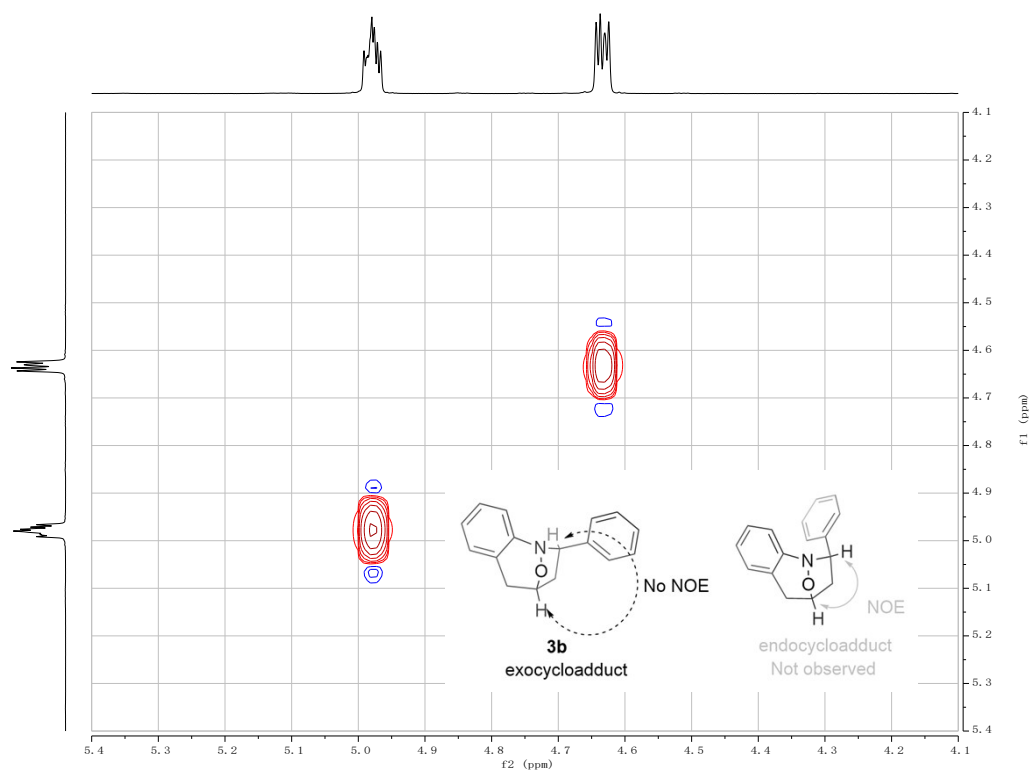 4.1
4.2
4.3
4.4
4.5
4.6
4.7
4.8
4.9
5.0
5.1
5.2
5.3
5.4
f1 (ppm)
H
N
O
H
No NOE
3b
exocycloadduct
H
N
O
H
NOE
endocycloadduct
Not observed
5.4 5.3 5.2 5.1 5.0 4.9 4.8 4.7 4.6 4.5 4.4 4.3 4.2 4.1
f2 (ppm)